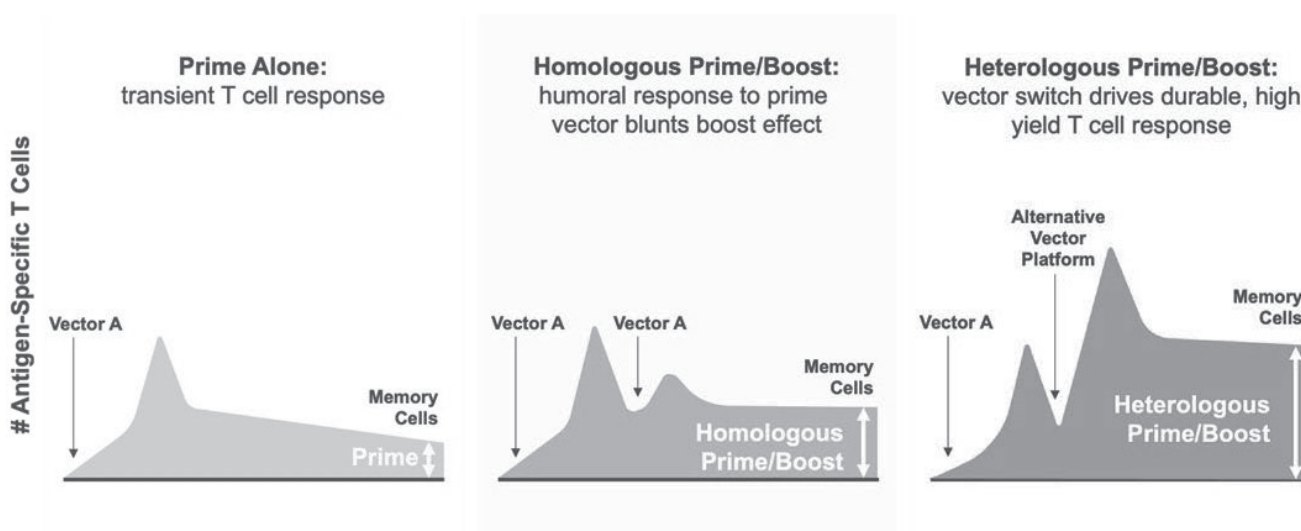 # Antigen-Specific T Cells
Prime Alone:
transient T cell response
Vector A
Memory
Cells
Prime
Homologous Prime/Boost:
humoral response to prime
vector blunts boost effect
Vector A
Vector A
Memory
Cells
Homologous
Prime/Boost
Heterologous Prime/Boost:
vector switch drives durable, high
yield T cell response
Alternative
Vector
Platform
Vector A
Memory
Cells
Heterologous
Prime/Boost